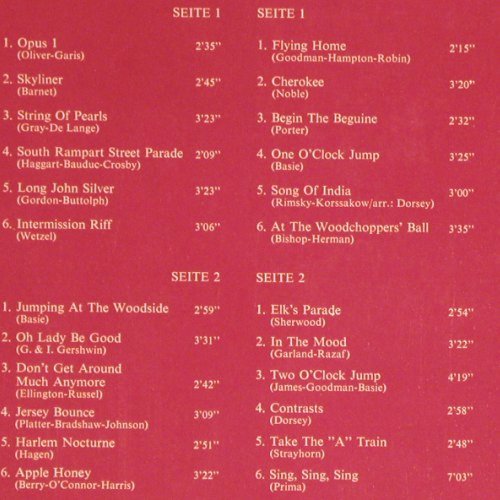 SEITE 1
1. Opus 1 2'35"
(Oliver-Garis)
2. Skyliner 2'45"
(Barnet)
3. String Of Pearls 3'23"
(Gray-De Lange)
4. South Rampart Street Parade 2'09"
(Haggart-Bauduc-Crosby)
5. Long John Silver 3'23"
(Gordon-Buttolph)
6. Intermission Riff 3'06"
(Wetzel)
SEITE 2
1. Jumping At The Woodside 2'59"
(Basie)
2. Oh Lady Be Good 3'31"
(G. & I. Gershwin)
3. Don't Get Around
Much Anymore 2'42"
(Ellington-Russel)
4. Jersey Bounce 3'09"
(Platter-Bradshaw-Johnson)
5. Harlem Nocturne 2'51"
(Hagen)
6. Apple Honey 3'22"
(Berry-O'Connor-Harris)
SEITE 1
1. Flying Home 2'15"
(Goodman-Hampton-Robin)
2. Cherokee 3'20"
(Noble)
3. Begin The Beguine 2'32"
(Porter)
4. One O'Clock Jump 3'25"
(Basie)
5. Song Of India 3'00"
(Rimsky-Korssakow/arr.: Dorsey)
6. At The Woodchoppers' Ball 3'35"
(Bishop-Herman)
SEITE 2
1. Elk's Parade 2'54"
(Sherwood)
2. In The Mood 3'22"
(Garland-Razaf)
3. Two O'Clock Jump 4'19"
(James-Goodman-Basie)
4. Contrasts 2'58"
(Dorsey)
5. Take The "A" Train 2'48"
(Strayhorn)
6. Sing, Sing, Sing 7'03"
(Prima)